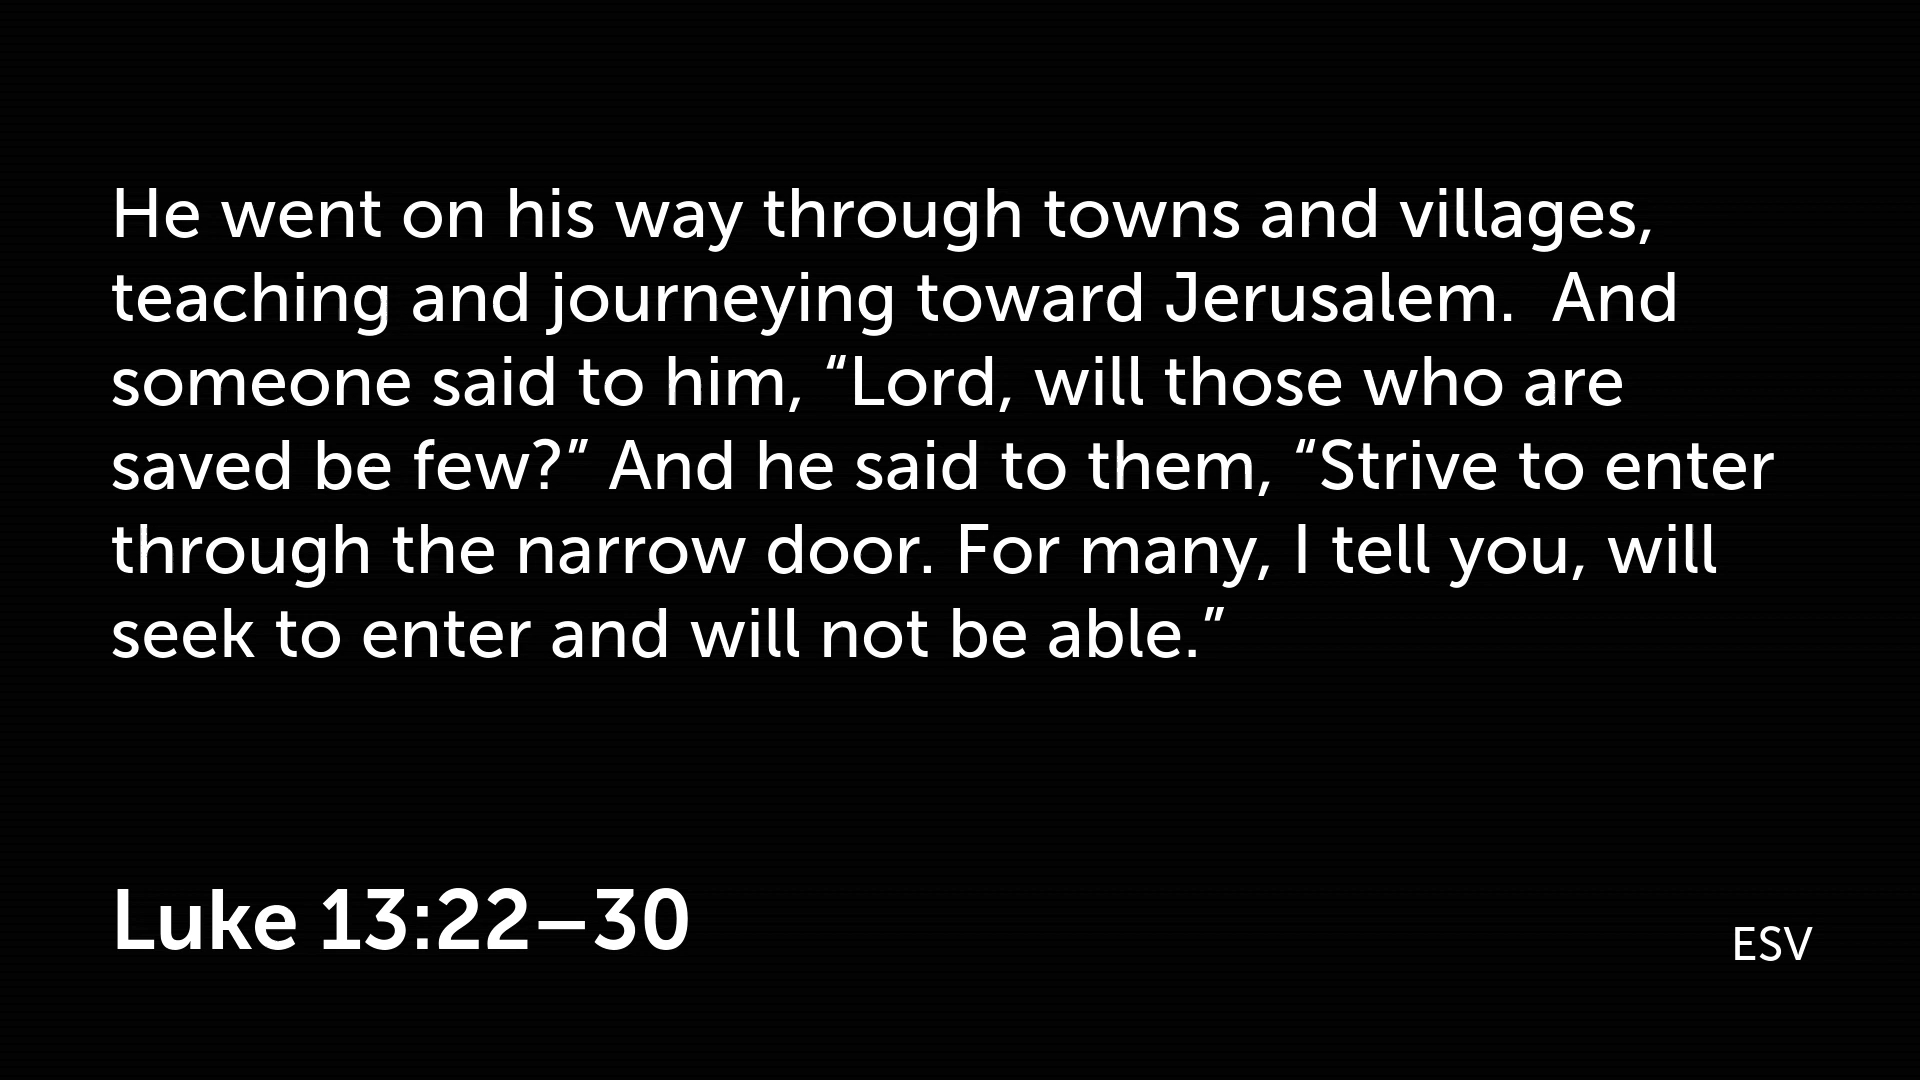 He went on his way through towns and villages,
teaching and journeying toward Jerusalem.  And
someone said to him, “Lord, will those who are
saved be few?” And he said to them, “Strive to enter
through the narrow door. For many, I tell you, will
seek to enter and will not be able.”
Luke 13:22–30
ESV